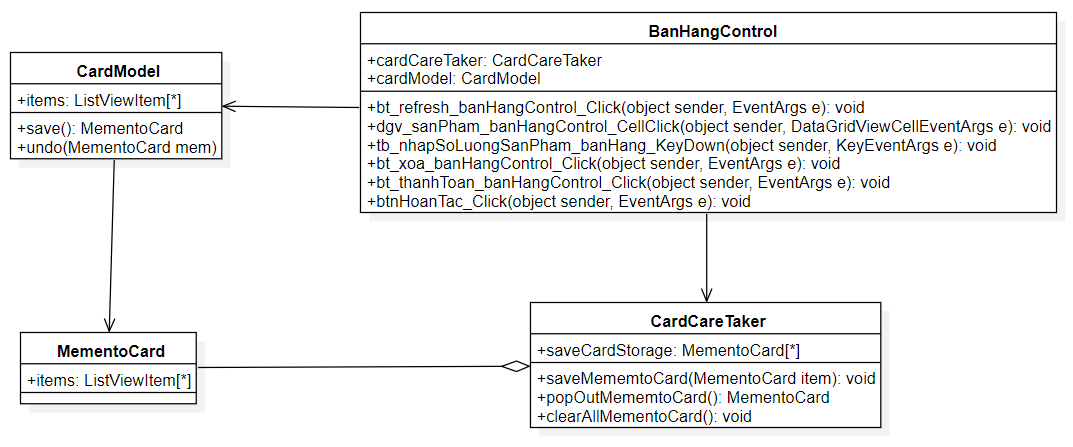 BanHangControl
+cardCareTaker: CardCareTaker
+cardModel: CardModel
+bt_refresh_banHangControl_Click(object sender, EventArgs e): void
+dgv_sanPham_banHangControl_CellClick(object sender, DataGridViewCellEventArgs e): void
+tb_nhapSoLuongSanPham_banHang_KeyDown(object sender, KeyEventArgs e): void
+bt_xoa_banHangControl_Click(object sender, EventArgs e): void
+bt_thanhToan_banHangControl_Click(object sender, EventArgs e): void
+btnHoanTac_Click(object sender, EventArgs e): void
CardModel
+items: ListViewItem[*]
+save(): MementoCard
+undo(MementoCard mem)
MementoCard
+items: ListViewItem[*]
CardCareTaker
+saveCardStorage: MementoCard[*]
+saveMememtoCard(MementoCard item): void
+popOutMememtoCard(): MementoCard
+clearAllMementoCard(): void